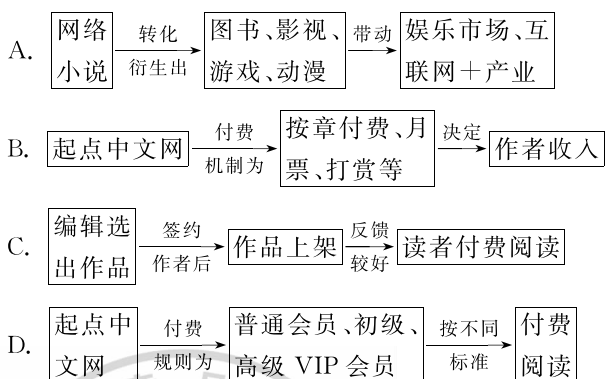 A. 网络小说 转化 衍生出 图书、影视、游戏、动漫 带动 娱乐市场、互联网＋产业
B. 起点中文网 付费 机制为 按章付费、月票、打赏等 决定 作者收入
C. 编辑选出作品 签约 作者后 作品上架 反馈 较好 读者付费阅读
D. 起点中文网 付费 规则为 普通会员、初级、高级 VIP 会员 按不同 标准 付费阅读